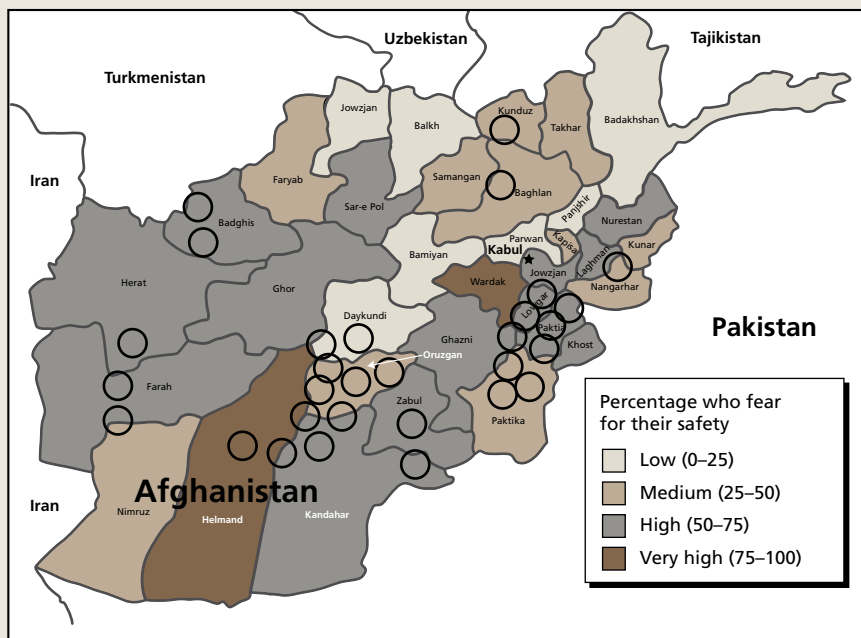 Uzbekistan
Tajikistan
Turkmenistan
Jowzjan
Balkh
Kunduz
Takhar
Badakhshan
Iran
Faryab
Samangan
Baghlan
Badghis
Sar-e Pol
Panjshir
Nurestan
Parwan
Kapisa
Kabul
Laghman
Kunar
Bamiyan
Jowzjan
Herat
Ghor
Wardak
Nangarhar
Lowgar
Daykundi
Paktia
Pakistan
Ghazni
Khost
Oruzgan
Farah
Zabul
Paktika
Afghanistan
Iran
Nimruz
Helmand
Kandahar
Percentage who fear
for their safety
Low (0–25)
Medium (25–50)
High (50–75)
Very high (75–100)